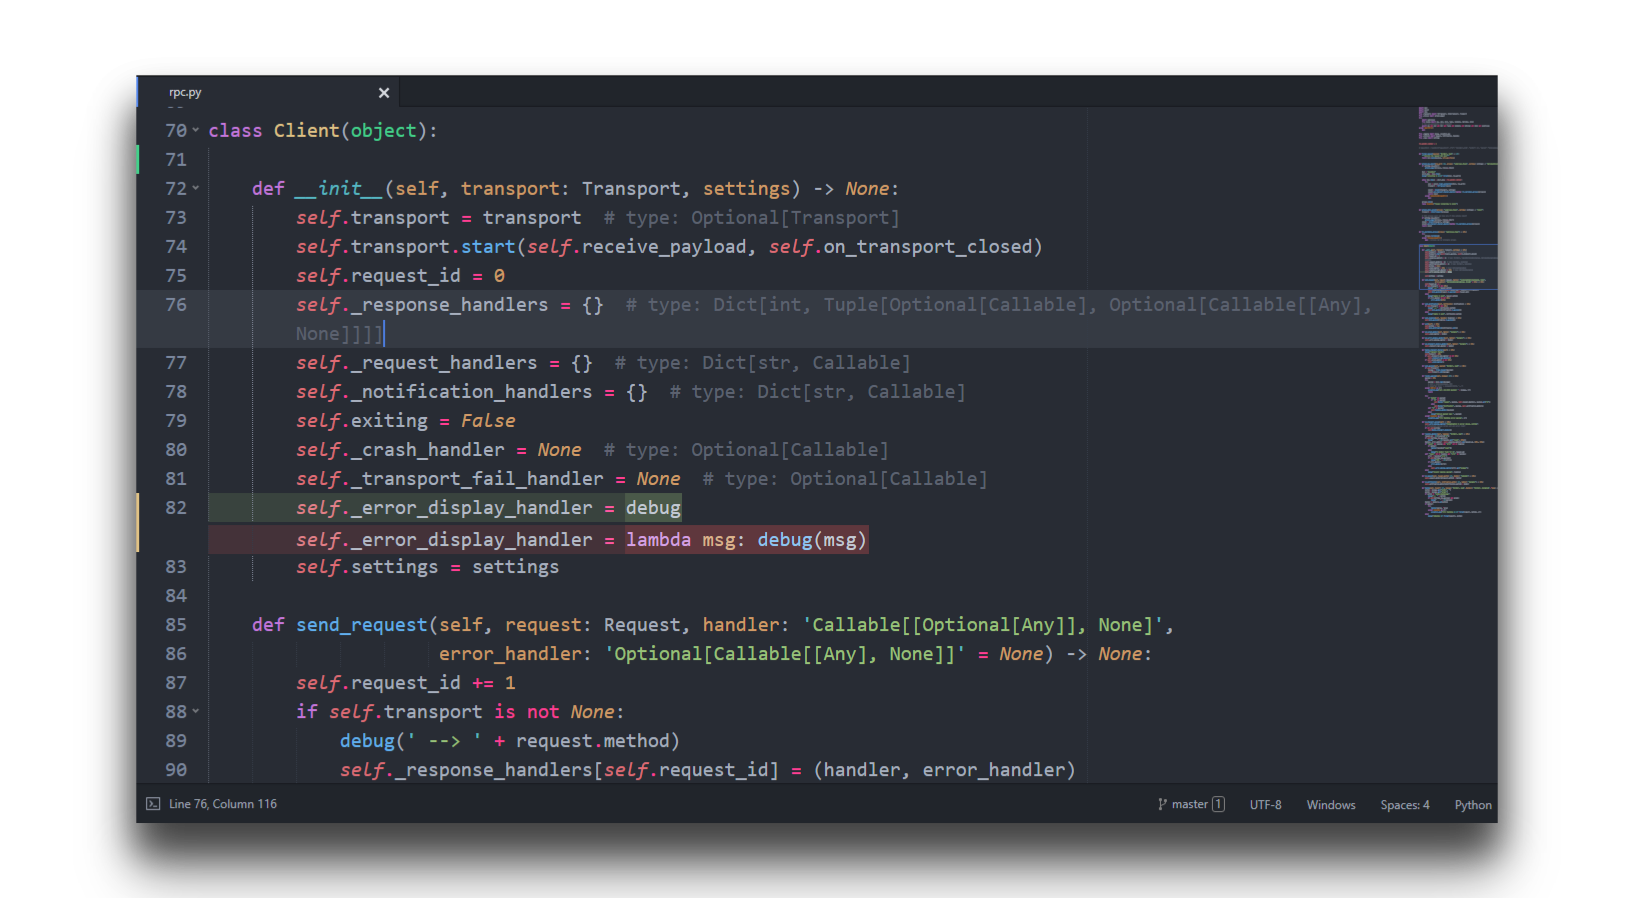 rpc.py ×
70 class Client(object):
71
72     def __init__(self, transport: Transport, settings) -> None:
73         self.transport = transport  # type: Optional[Transport]
74         self.transport.start(self.receive_payload, self.on_transport_closed)
75         self.request_id = 0
76         self._response_handlers = {}  # type: Dict[int, Tuple[Optional[Callable], Optional[Callable[[Any],
        None]]]]
77         self._request_handlers = {}  # type: Dict[str, Callable]
78         self._notification_handlers = {}  # type: Dict[str, Callable]
79         self.exiting = False
80         self._crash_handler = None  # type: Optional[Callable]
81         self._transport_fail_handler = None  # type: Optional[Callable]
82         self._error_display_handler = debug
        self._error_display_handler = lambda msg: debug(msg)
83         self.settings = settings
84
85     def send_request(self, request: Request, handler: 'Callable[[Optional[Any]], None]',
86                      error_handler: 'Optional[Callable[[Any], None]]' = None) -> None:
87         self.request_id += 1
88         if self.transport is not None:
89             debug(' --> ' + request.method)
90             self._response_handlers[self.request_id] = (handler, error_handler)
Line 76, Column 116 master 1 UTF-8 Windows Spaces: 4 Python